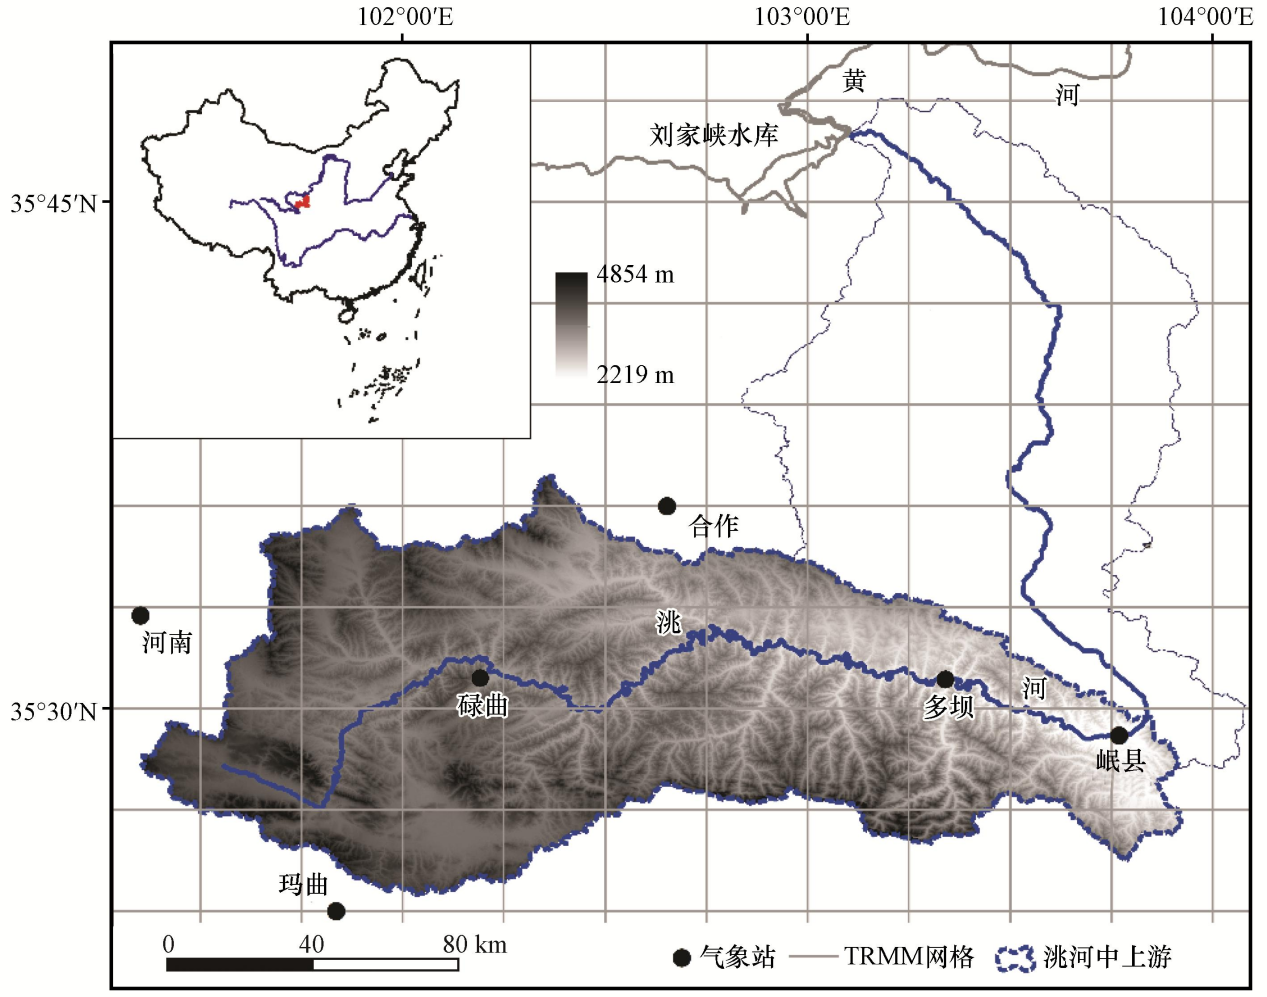 102°00′E
103°00′E
104°00′E
黄
河
刘家峡水库
35°45′N
4854 m
2219 m
合作
河南
洮
碌曲
多坝
河
35°30′N
岷县
玛曲
0 40 80 km
气象站 TRMM网格 洮河中上游